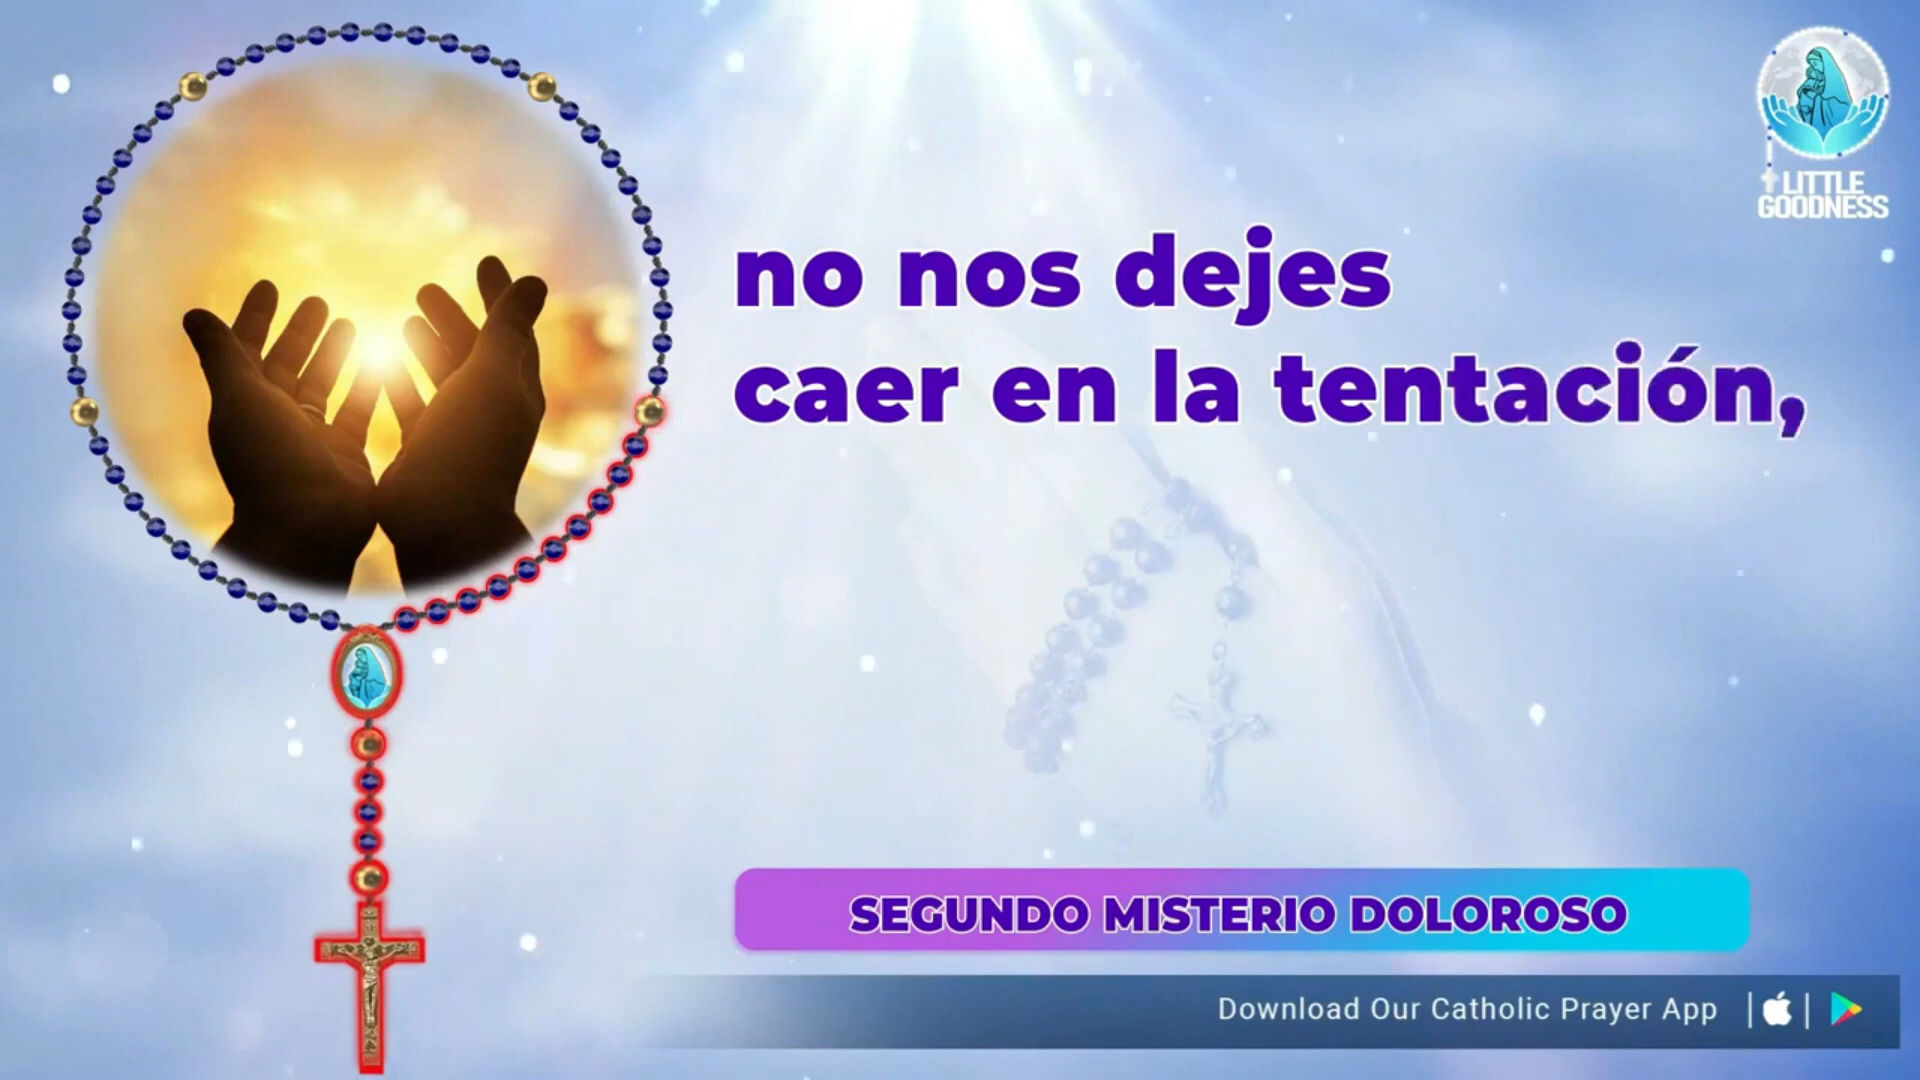 LITTLE
GOODNESS
no nos dejes
caer en la tentación,
SEGUNDO MISTERIO DOLOROSO
Download Our Catholic Prayer App